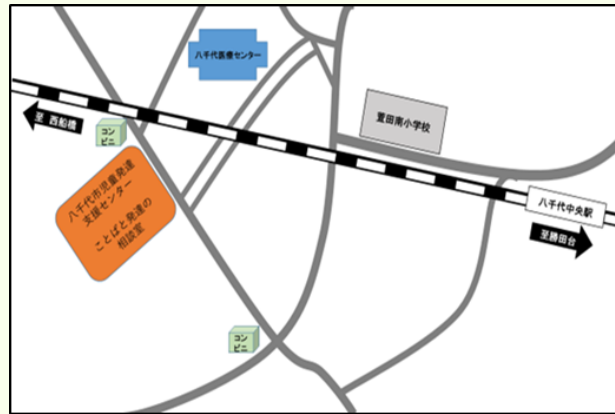 八千代医療センター
至 西船橋
コン
ビニ
萱田南小学校
八千代市児童発達
支援センター
ことばと発達の
相談室
八千代中央駅
至勝田台
コン
ビニ